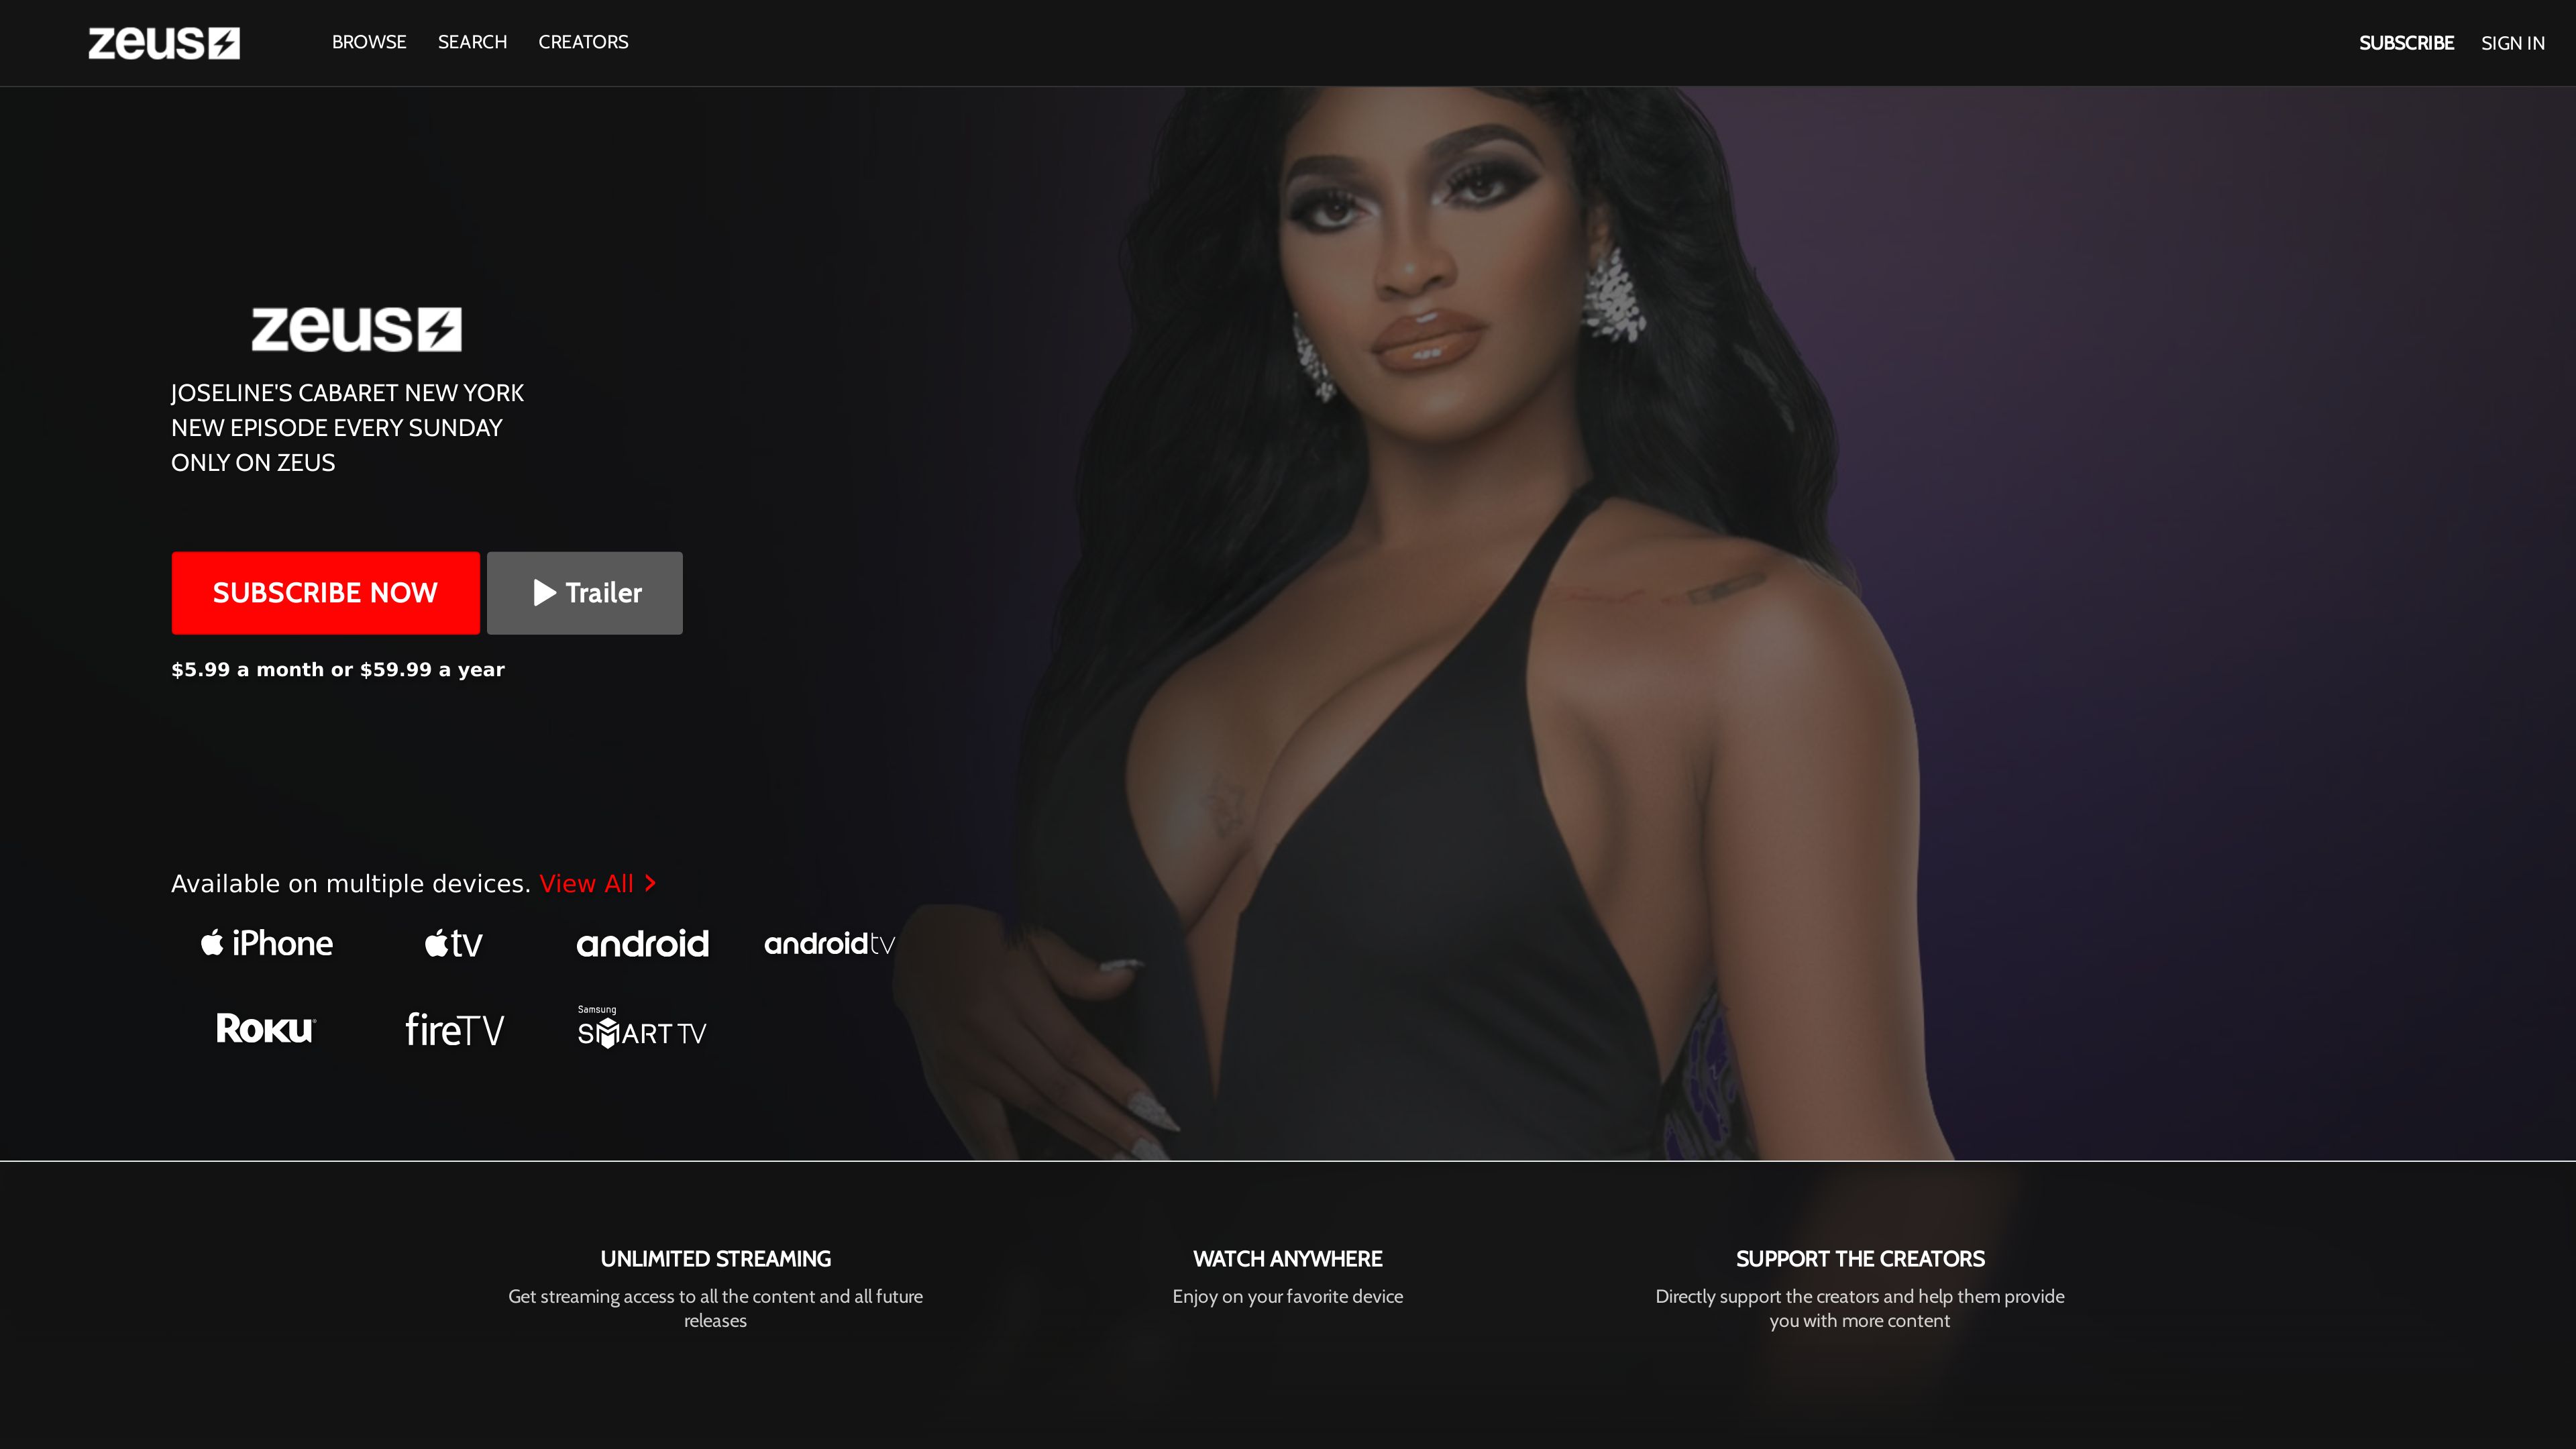 zeus
BROWSE SEARCH CREATORS
SUBSCRIBE SIGN IN
zeus
JOSELINE'S CABARET NEW YORK
NEW EPISODE EVERY SUNDAY
ONLY ON ZEUS
SUBSCRIBE NOW
Trailer
$5.99 a month or $59.99 a year
Available on multiple devices. View All
iPhone tv android androidtv
ROKU fireTV Samsung SMART TV
UNLIMITED STREAMING
Get streaming access to all the content and all future
releases
WATCH ANYWHERE
Enjoy on your favorite device
SUPPORT THE CREATORS
Directly support the creators and help them provide
you with more content